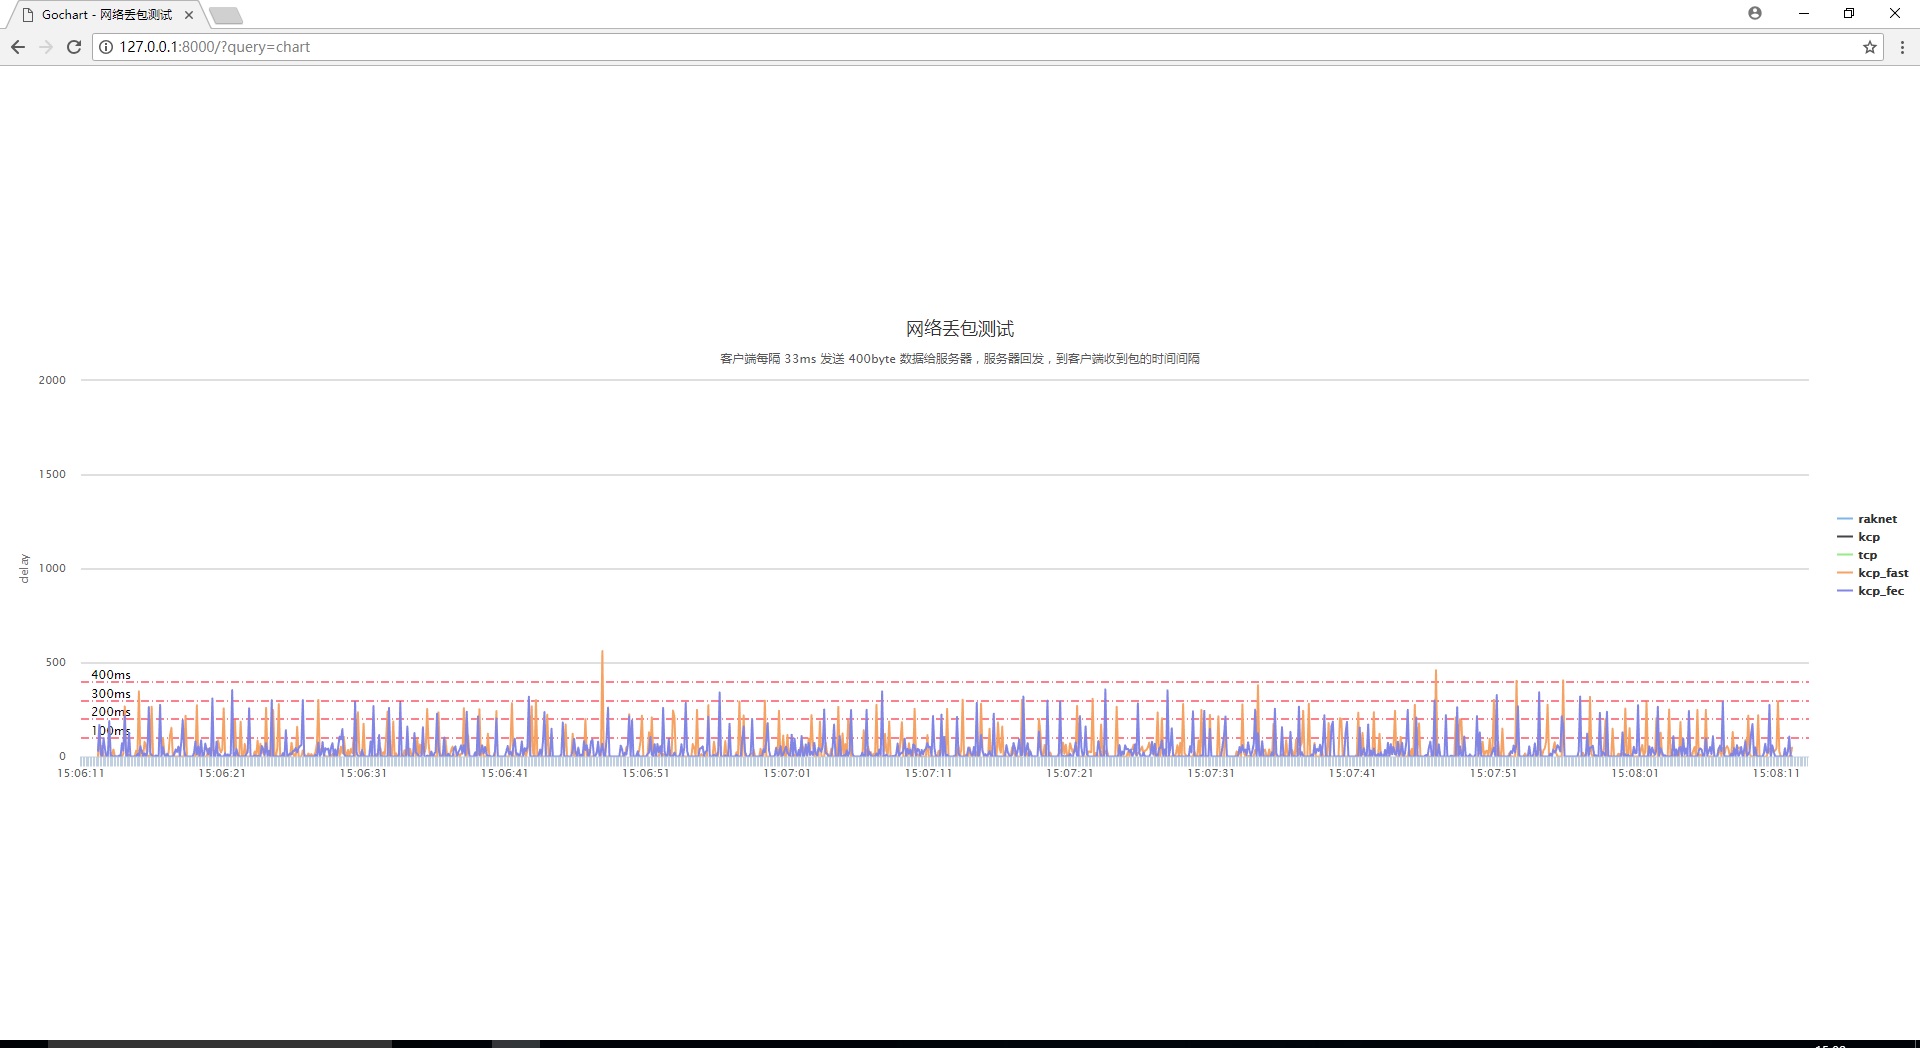 Gochart - 网络丢包测试
127.0.0.1:8000/?query=chart
网络丢包测试
客户端每隔 33ms 发送 400byte 数据给服务器，服务器回发，到客户端收到包的时间间隔
2000
1500
1000
500
0
delay
400ms
300ms
200ms
100ms
raknet
kcp
tcp
kcp_fast
kcp_fec
15:06:11 15:06:21 15:06:31 15:06:41 15:06:51 15:07:01 15:07:11 15:07:21 15:07:31 15:07:41 15:07:51 15:08:01 15:08:11